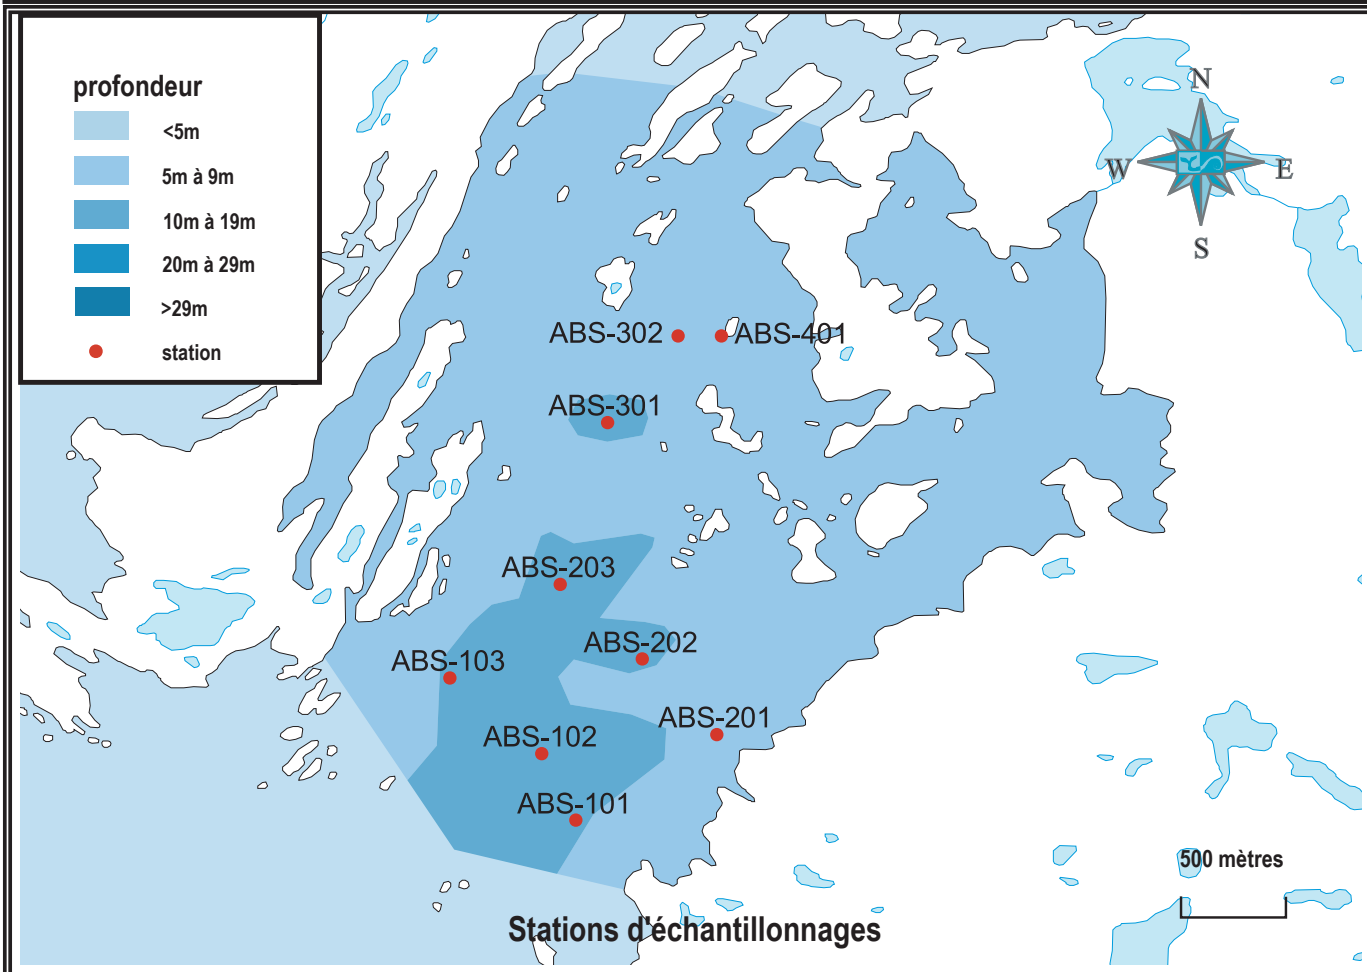 profondeur
<5m
5m à 9m
10m à 19m
20m à 29m
>29m
station
N
W
E
S
ABS-302
ABS-401
ABS-301
ABS-203
ABS-202
ABS-103
ABS-201
ABS-102
ABS-101
500 mètres
Stations d'échantillonnages